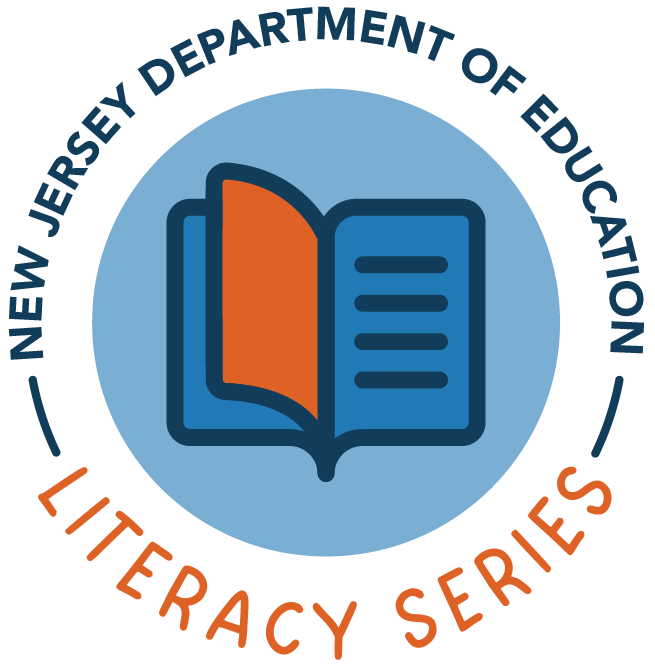 NEW JERSEY DEPARTMENT OF EDUCATION
LITERACY SERIES